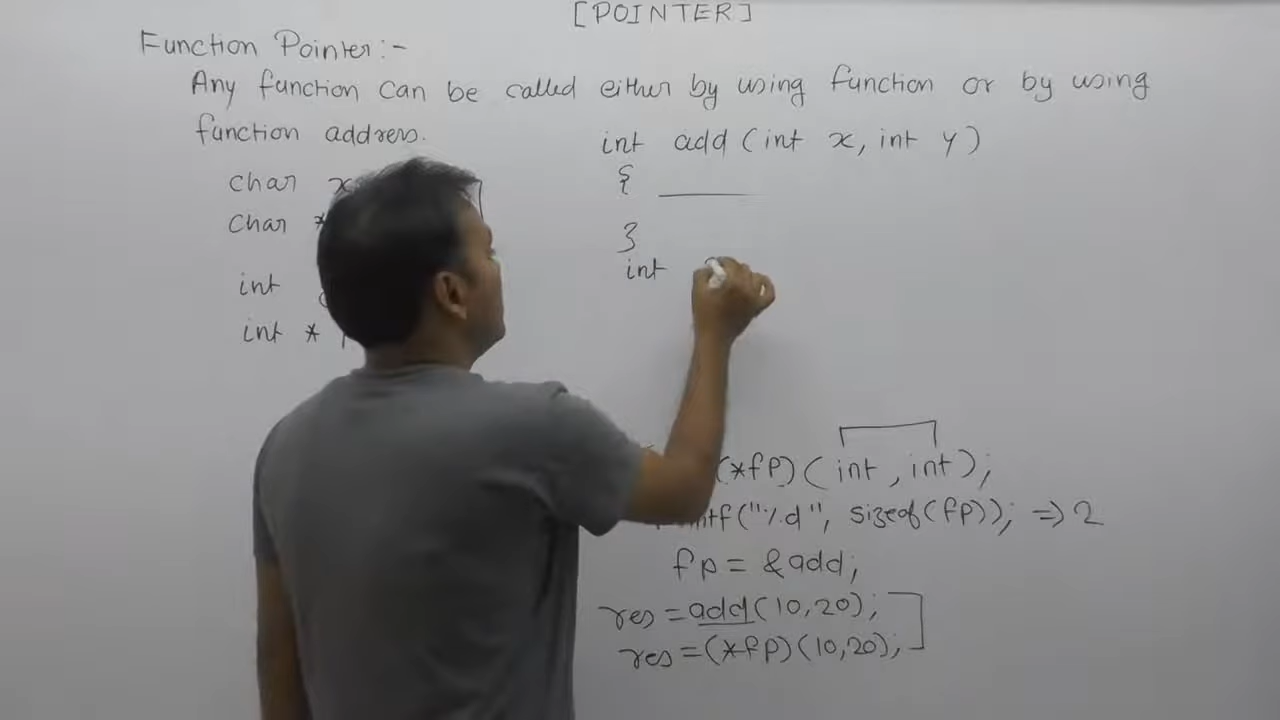 [POINTER]
Function Pointer:-
Any function can be called either by using function or by using
function address.
char x
char *
int
int *
int add (int x, int y)
{
}
int
(*fp)(int, int);
ntf("%d", sizeof(fp)); => 2
fp = &add;
res = add(10,20);
res = (*fp)(10,20);